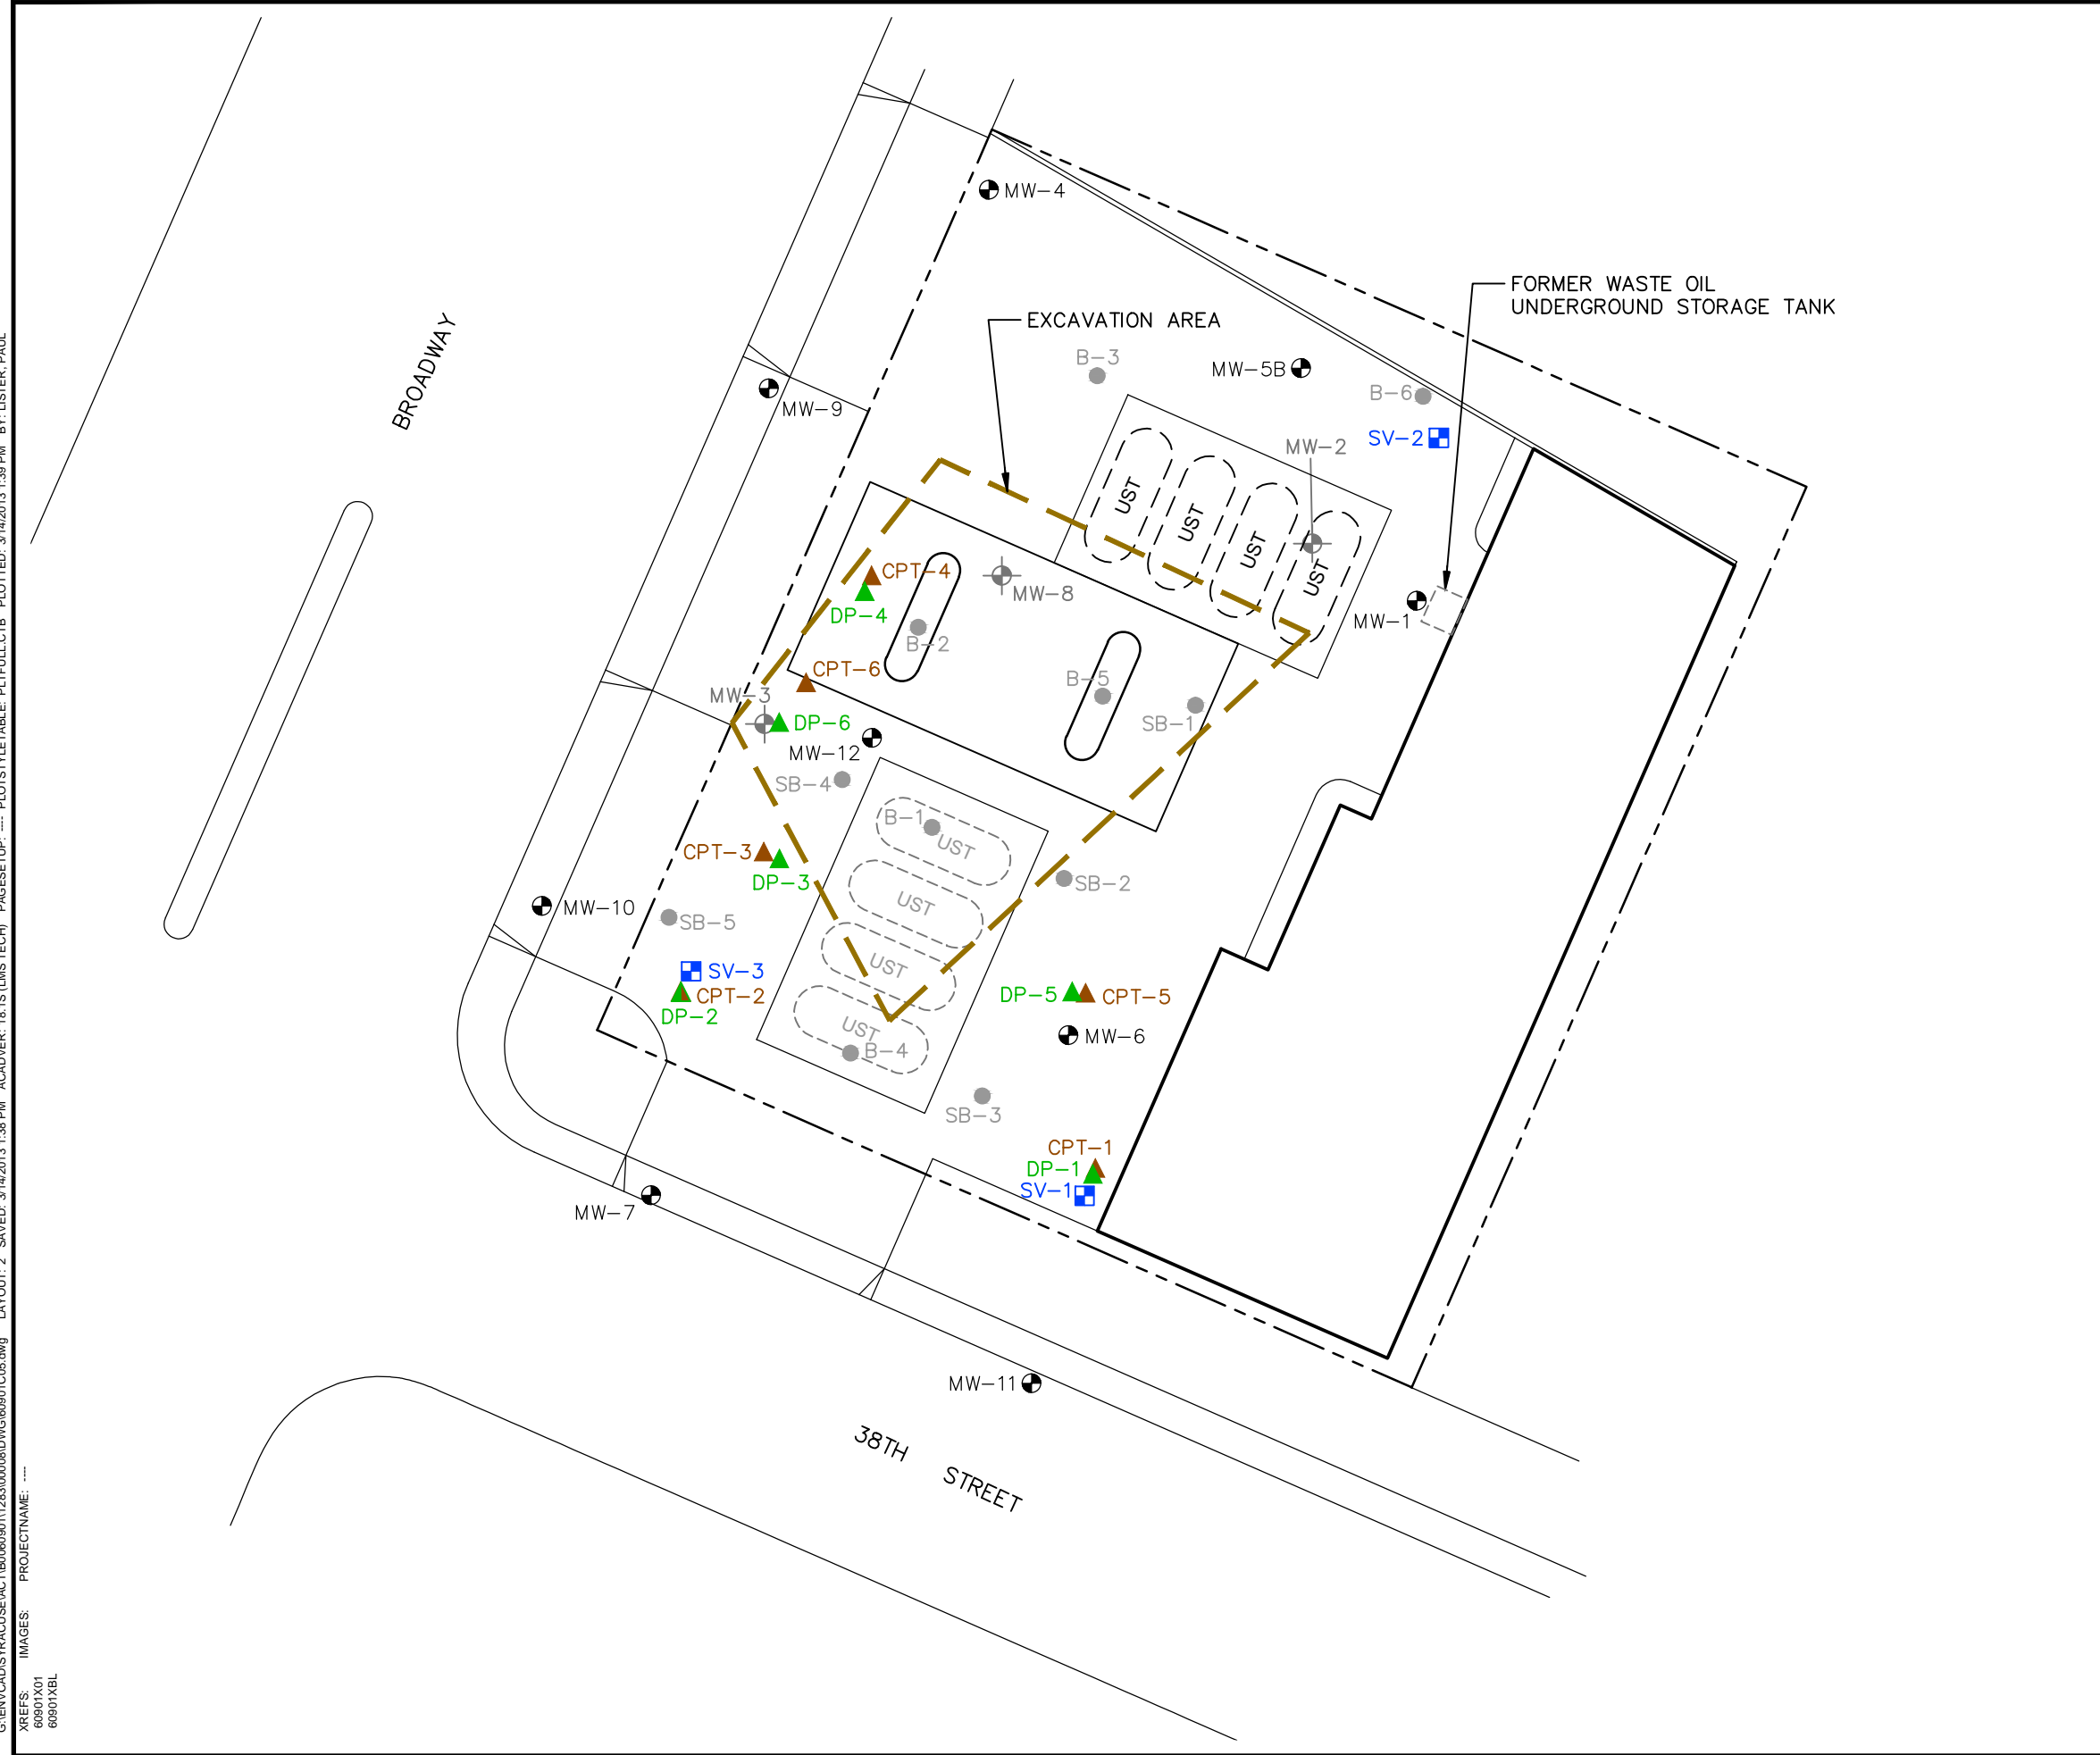 MW-4
FORMER WASTE OIL
UNDERGROUND STORAGE TANK
EXCAVATION AREA
BROADWAY
B-3
MW-5B
B-6
MW-9
SV-2
MW-2
UST
UST
UST
UST
CPT-4
MW-8
DP-4
MW-1
B-2
CPT-6
B-5
MW-3
SB-1
DP-6
MW-12
SB-4
B-1
UST
CPT-3
DP-3
SB-2
UST
MW-10
SB-5
UST
SV-3
CPT-2
DP-2
DP-5
CPT-5
UST
MW-6
B-4
SB-3
CPT-1
DP-1
SV-1
MW-7
MW-11
38TH STREET
XREFS: IMAGES: PROJECTNAME: ----
60901X01
60901XBL